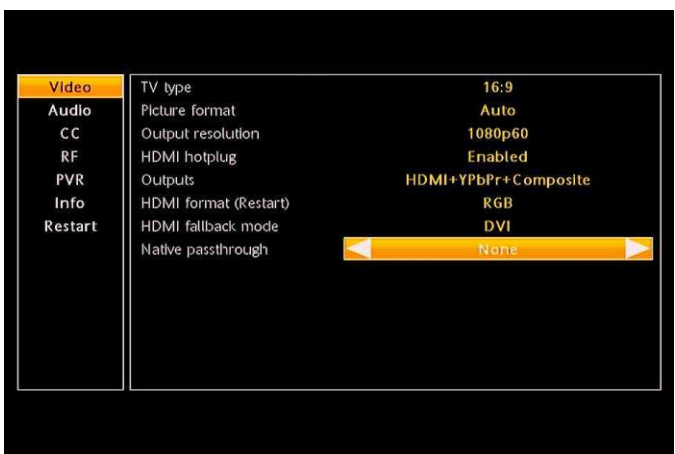 Video
Audio
CC
RF
PVR
Info
Restart
TV type 16:9
Picture format Auto
Output resolution 1080p60
HDMI hotplug Enabled
Outputs HDMI+YPbPr+Composite
HDMI format (Restart) RGB
HDMI fallback mode DVI
Native passthrough None